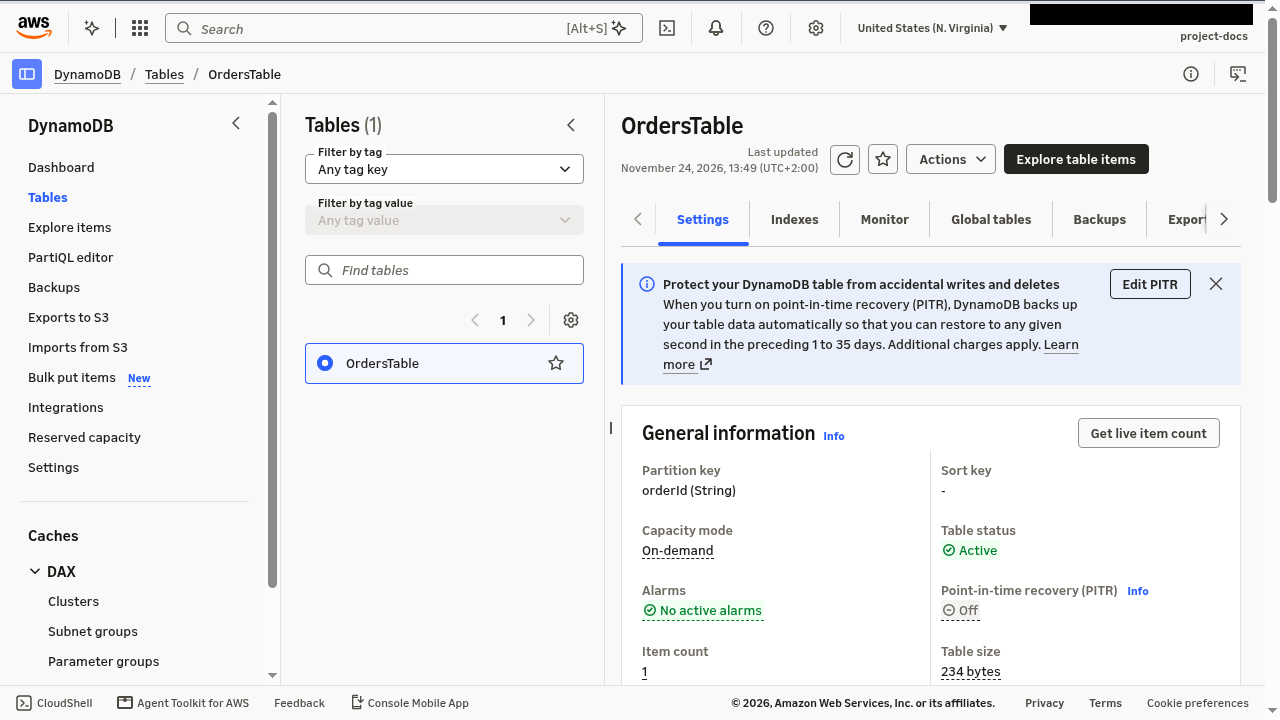 aws
Search
[Alt+S]
United States (N. Virginia)
project-docs
DynamoDB / Tables / OrdersTable
DynamoDB
Dashboard
Tables
Explore items
PartiQL editor
Backups
Exports to S3
Imports from S3
Bulk put items New
Integrations
Reserved capacity
Settings
Caches
DAX
Clusters
Subnet groups
Parameter groups
Tables (1)
Filter by tag
Any tag key
Filter by tag value
Any tag value
Find tables
1
OrdersTable
OrdersTable
Last updated
November 24, 2026, 13:49 (UTC+2:00)
Actions
Explore table items
Settings
Indexes
Monitor
Global tables
Backups
Export
Protect your DynamoDB table from accidental writes and deletes
When you turn on point-in-time recovery (PITR), DynamoDB backs up
your table data automatically so that you can restore to any given
second in the preceding 1 to 35 days. Additional charges apply. Learn
more
Edit PITR
General information Info
Get live item count
Partition key
orderId (String)
Sort key
-
Capacity mode
On-demand
Table status
Active
Alarms
No active alarms
Point-in-time recovery (PITR) Info
Off
Item count
1
Table size
234 bytes
CloudShell
Agent Toolkit for AWS
Feedback
Console Mobile App
© 2026, Amazon Web Services, Inc. or its affiliates.
Privacy
Terms
Cookie preferences